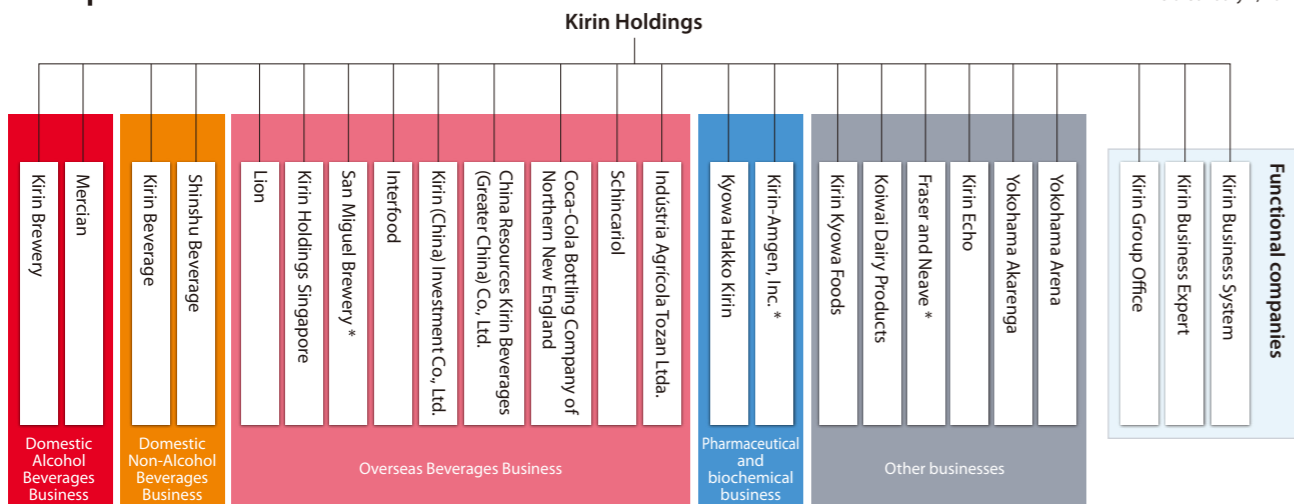 Kirin Holdings
Kirin Brewery
Mercian
Domestic
Alcohol
Beverages
Business
Kirin Beverage
Shinshu Beverage
Domestic
Non-Alcohol
Beverages
Business
Lion
Kirin Holdings Singapore
San Miguel Brewery *
Interfood
Kirin (China) Investment Co., Ltd.
China Resources Kirin Beverages
(Greater China) Co., Ltd.
Coca-Cola Bottling Company of
Northern New England
Schincariol
Indústria Agrícola Tozan Ltda.
Overseas Beverages Business
Kyowa Hakko Kirin
Kirin-Amgen, Inc. *
Pharmaceutical
and
biochemical
business
Kirin Kyowa Foods
Koiwai Dairy Products
Fraser and Neave *
Kirin Echo
Yokohama Akarenga
Yokohama Arena
Other businesses
Kirin Group Office
Kirin Business Expert
Kirin Business System
Functional companies